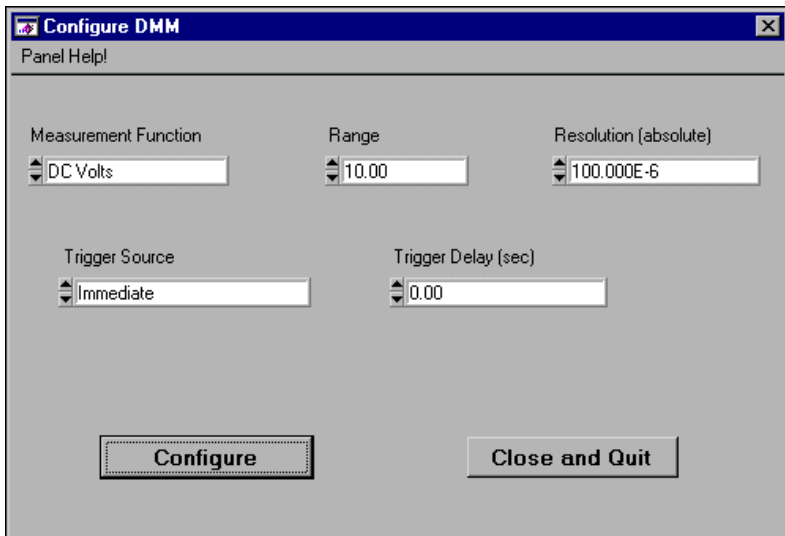 Configure DMM
Panel Help!
Measurement Function
Range
Resolution (absolute)
DC Volts
10.00
100.000E-6
Trigger Source
Trigger Delay (sec)
Immediate
0.00
Configure
Close and Quit